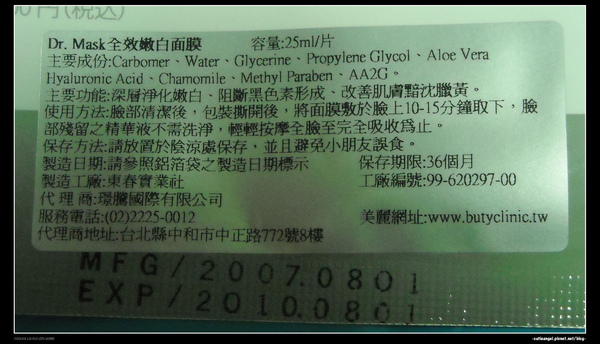 00円(税込)
Dr. Mask全效嫩白面膜 容量:25ml/片
主要成份:Carbomer、Water、Glycerine、Propylene Glycol、Aloe Vera
Hyaluronic Acid、Chamomile、Methyl Paraben、AA2G。
主要功能:深層淨化嫩白、阻斷黑色素形成、改善肌膚黯沈臘黃。
使用方法:臉部清潔後，包裝撕開後，將面膜敷於臉上10-15分鐘取下，臉
部殘留之精華液不需洗淨，輕輕按摩全臉至完全吸收為止。
保存方法:請放置於陰涼處保存，並且避免小朋友誤食。
製造日期:請參照鋁箔袋之製造日期標示 保存期限:36個月
製造工廠:東春實業社 工廠編號:99-620297-00
代 理 商:璟騰國際有限公司
服務電話:(02)2225-0012 美麗網址:www.butyclinic.tw
代理商地址:台北縣中和市中正路772號8樓
MFG/2007.0801
EXP/2010.0801